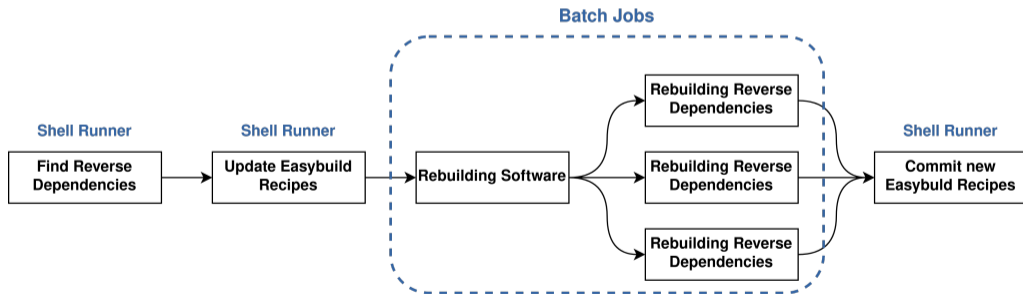 Batch Jobs
Shell Runner
Find Reverse
Dependencies
Shell Runner
Update Easybuild
Recipes
Rebuilding Software
Rebuilding Reverse
Dependencies
Rebuilding Reverse
Dependencies
Rebuilding Reverse
Dependencies
Shell Runner
Commit new
Easybuld Recipes